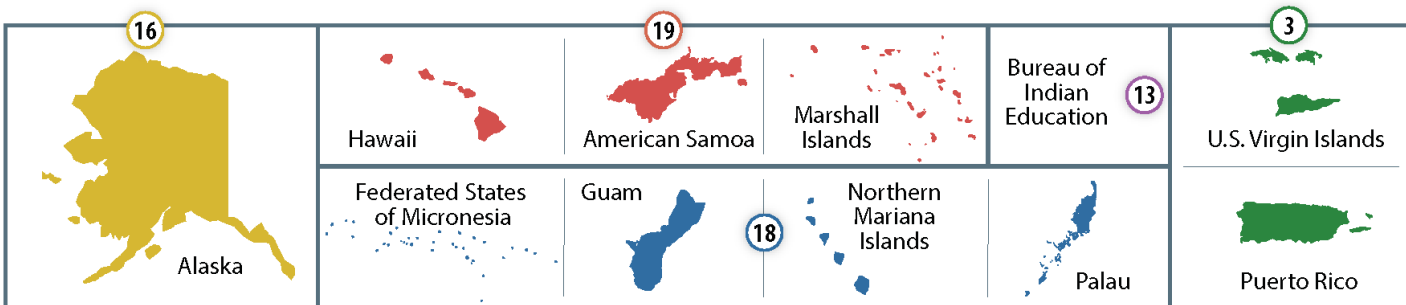 16
19
3
Alaska
Hawaii
American Samoa
Marshall
Islands
Bureau of
Indian
Education
13
U.S. Virgin Islands
Federated States
of Micronesia
Guam
18
Northern
Mariana
Islands
Palau
Puerto Rico